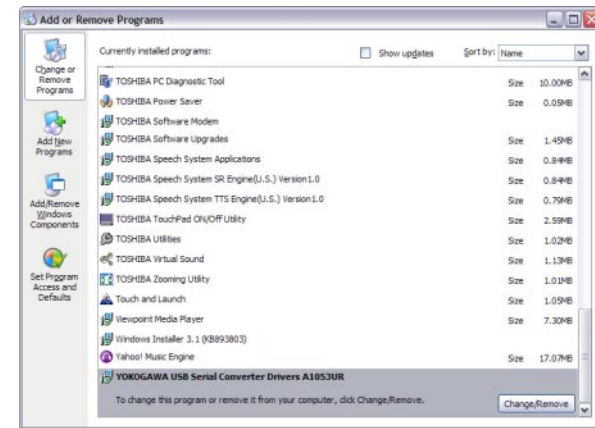 Add or Remove Programs
Change or
Remove
Programs
Currently installed programs:
Show updates
Sort by: Name
TOSHIBA PC Diagnostic Tool Size 10.00MB
TOSHIBA Power Saver Size 0.05MB
TOSHIBA Software Modem
TOSHIBA Software Upgrades Size 1.45MB
TOSHIBA Speech System Applications Size 0.84MB
TOSHIBA Speech System SR Engine(U.S.) Version1.0 Size 0.84MB
TOSHIBA Speech System TTS Engine(U.S.) Version1.0 Size 0.79MB
TOSHIBA TouchPad ON/Off Utility Size 2.59MB
TOSHIBA Utilities Size 1.02MB
TOSHIBA Virtual Sound Size 1.13MB
TOSHIBA Zooming Utility Size 1.01MB
Touch and Launch Size 1.05MB
Viewpoint Media Player Size 7.30MB
Windows Installer 3.1 (KB893803)
Yahoo! Music Engine Size 17.07MB
YOKOGAWA USB Serial Converter Drivers A1053UR
To change this program or remove it from your computer, click Change/Remove.
Change/Remove
Add New
Programs
Add/Remove
Windows
Components
Set Program
Access and
Defaults